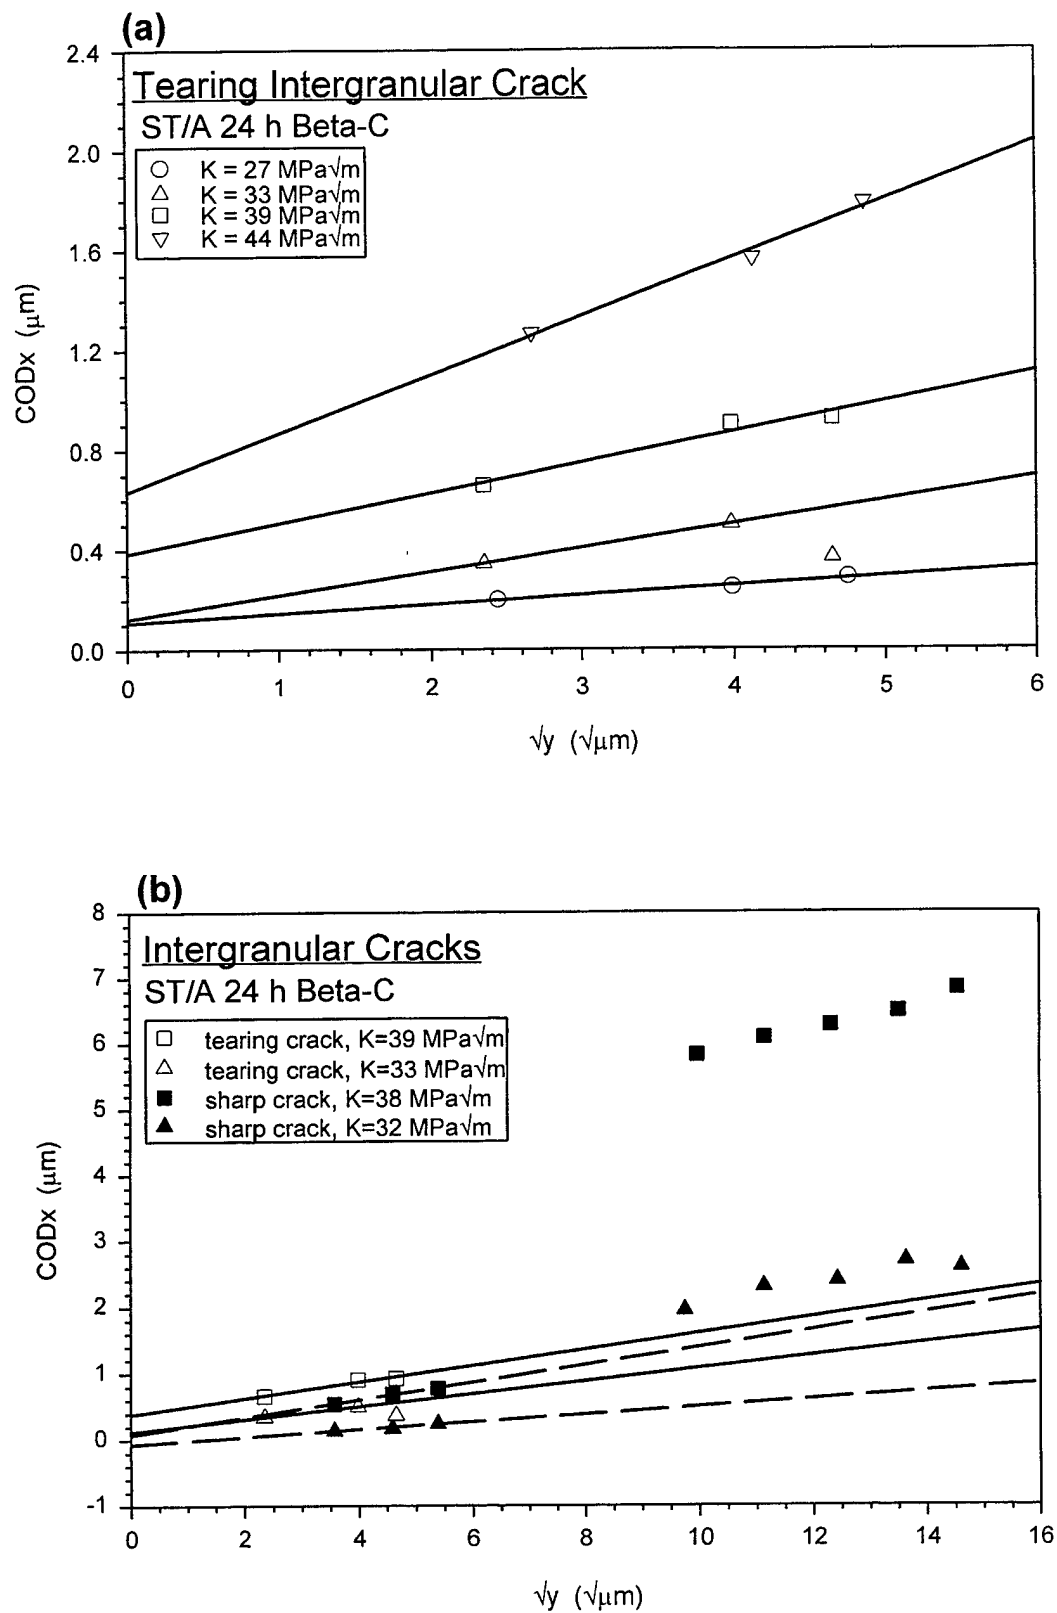 (a)
2.4
2.0
1.6
1.2
0.8
0.4
0.0
CODx (μm)
Tearing Intergranular Crack
ST/A 24 h Beta-C
K = 27 MPa√m
K = 33 MPa√m
K = 39 MPa√m
K = 44 MPa√m
0 1 2 3 4 5 6
√y (√μm)
(b)
8
7
6
5
4
3
2
1
0
-1
CODx (μm)
Intergranular Cracks
ST/A 24 h Beta-C
tearing crack, K=39 MPa√m
tearing crack, K=33 MPa√m
sharp crack, K=38 MPa√m
sharp crack, K=32 MPa√m
0 2 4 6 8 10 12 14 16
√y (√μm)